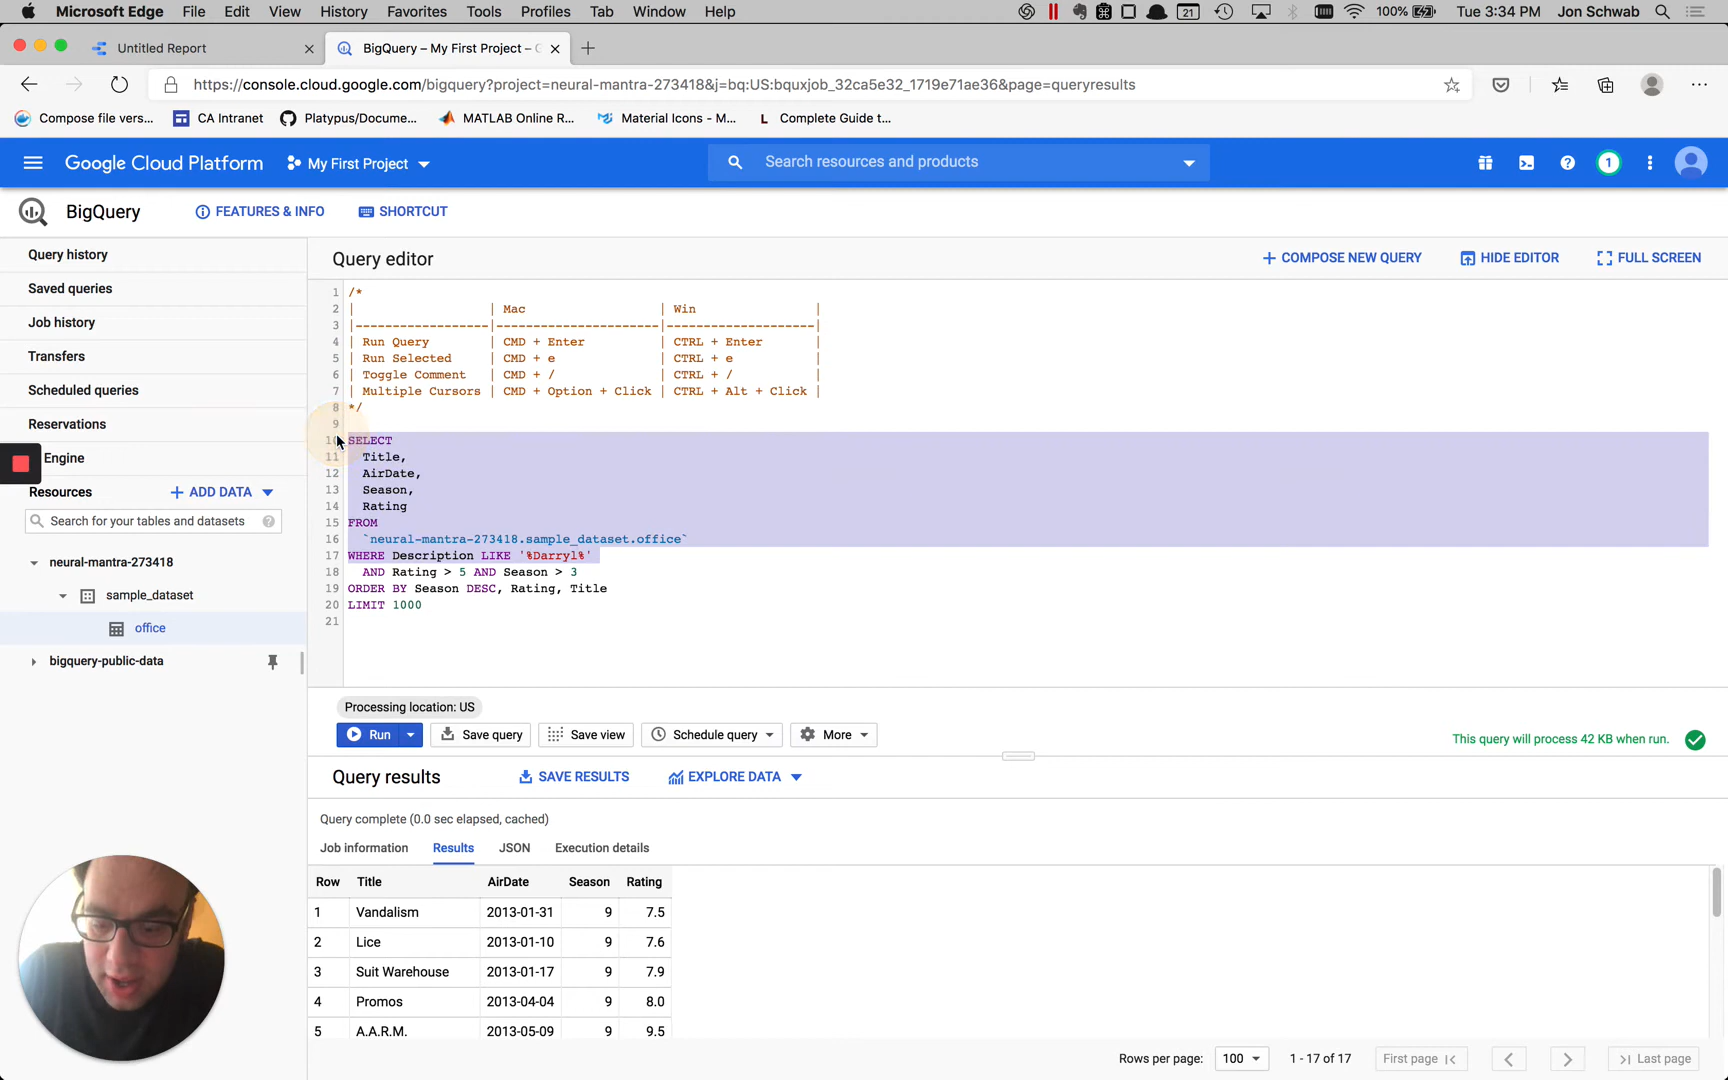 Microsoft Edge File Edit View History Favorites Tools Profiles Tab Window Help 21 100% Tue 3:34 PM Jon Schwab
Untitled Report BigQuery – My First Project – G
https://console.cloud.google.com/bigquery?project=neural-mantra-273418&j=bq:US:bquxjob_32ca5e32_1719e71ae36&page=queryresults
Compose file vers... CA Intranet Platypus/Docume... MATLAB Online R... Material Icons - M... L Complete Guide t...
Google Cloud Platform My First Project Search resources and products 1
BigQuery FEATURES & INFO SHORTCUT
Query history
Saved queries
Job history
Transfers
Scheduled queries
Reservations
Engine
Resources + ADD DATA
Search for your tables and datasets
neural-mantra-273418
sample_dataset
office
bigquery-public-data
Query editor + COMPOSE NEW QUERY HIDE EDITOR FULL SCREEN
1 /*
2 | | Mac | Win |
3 |------------------|----------------------|--------------------|
4 | Run Query | CMD + Enter | CTRL + Enter |
5 | Run Selected | CMD + e | CTRL + e |
6 | Toggle Comment | CMD + / | CTRL + / |
7 | Multiple Cursors | CMD + Option + Click | CTRL + Alt + Click |
8 */
9
10 SELECT
11 Title,
12 AirDate,
13 Season,
14 Rating
15 FROM
16 `neural-mantra-273418.sample_dataset.office`
17 WHERE Description LIKE '%Darryl%'
18 AND Rating > 5 AND Season > 3
19 ORDER BY Season DESC, Rating, Title
20 LIMIT 1000
21
Processing location: US
Run Save query Save view Schedule query More This query will process 42 KB when run.
Query results SAVE RESULTS EXPLORE DATA
Query complete (0.0 sec elapsed, cached)
Job information Results JSON Execution details
Row Title AirDate Season Rating
1 Vandalism 2013-01-31 9 7.5
2 Lice 2013-01-10 9 7.6
3 Suit Warehouse 2013-01-17 9 7.9
4 Promos 2013-04-04 9 8.0
5 A.A.R.M. 2013-05-09 9 9.5
Rows per page: 100 1 - 17 of 17 First page Last page